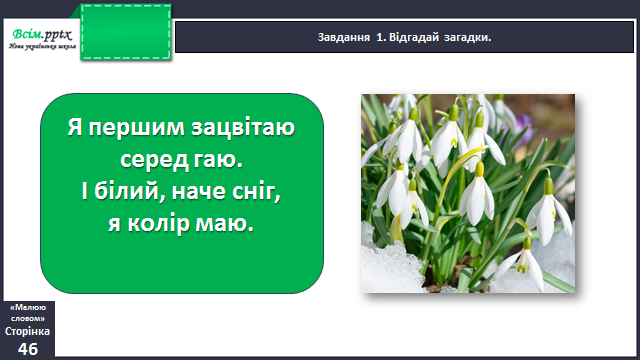 Всім.pptx
Нова українська школа
Завдання 1. Відгадай загадки.
Я першим зацвітаю
серед гаю.
І білий, наче сніг,
я колір маю.
«Малюю
словом»
Сторінка
46